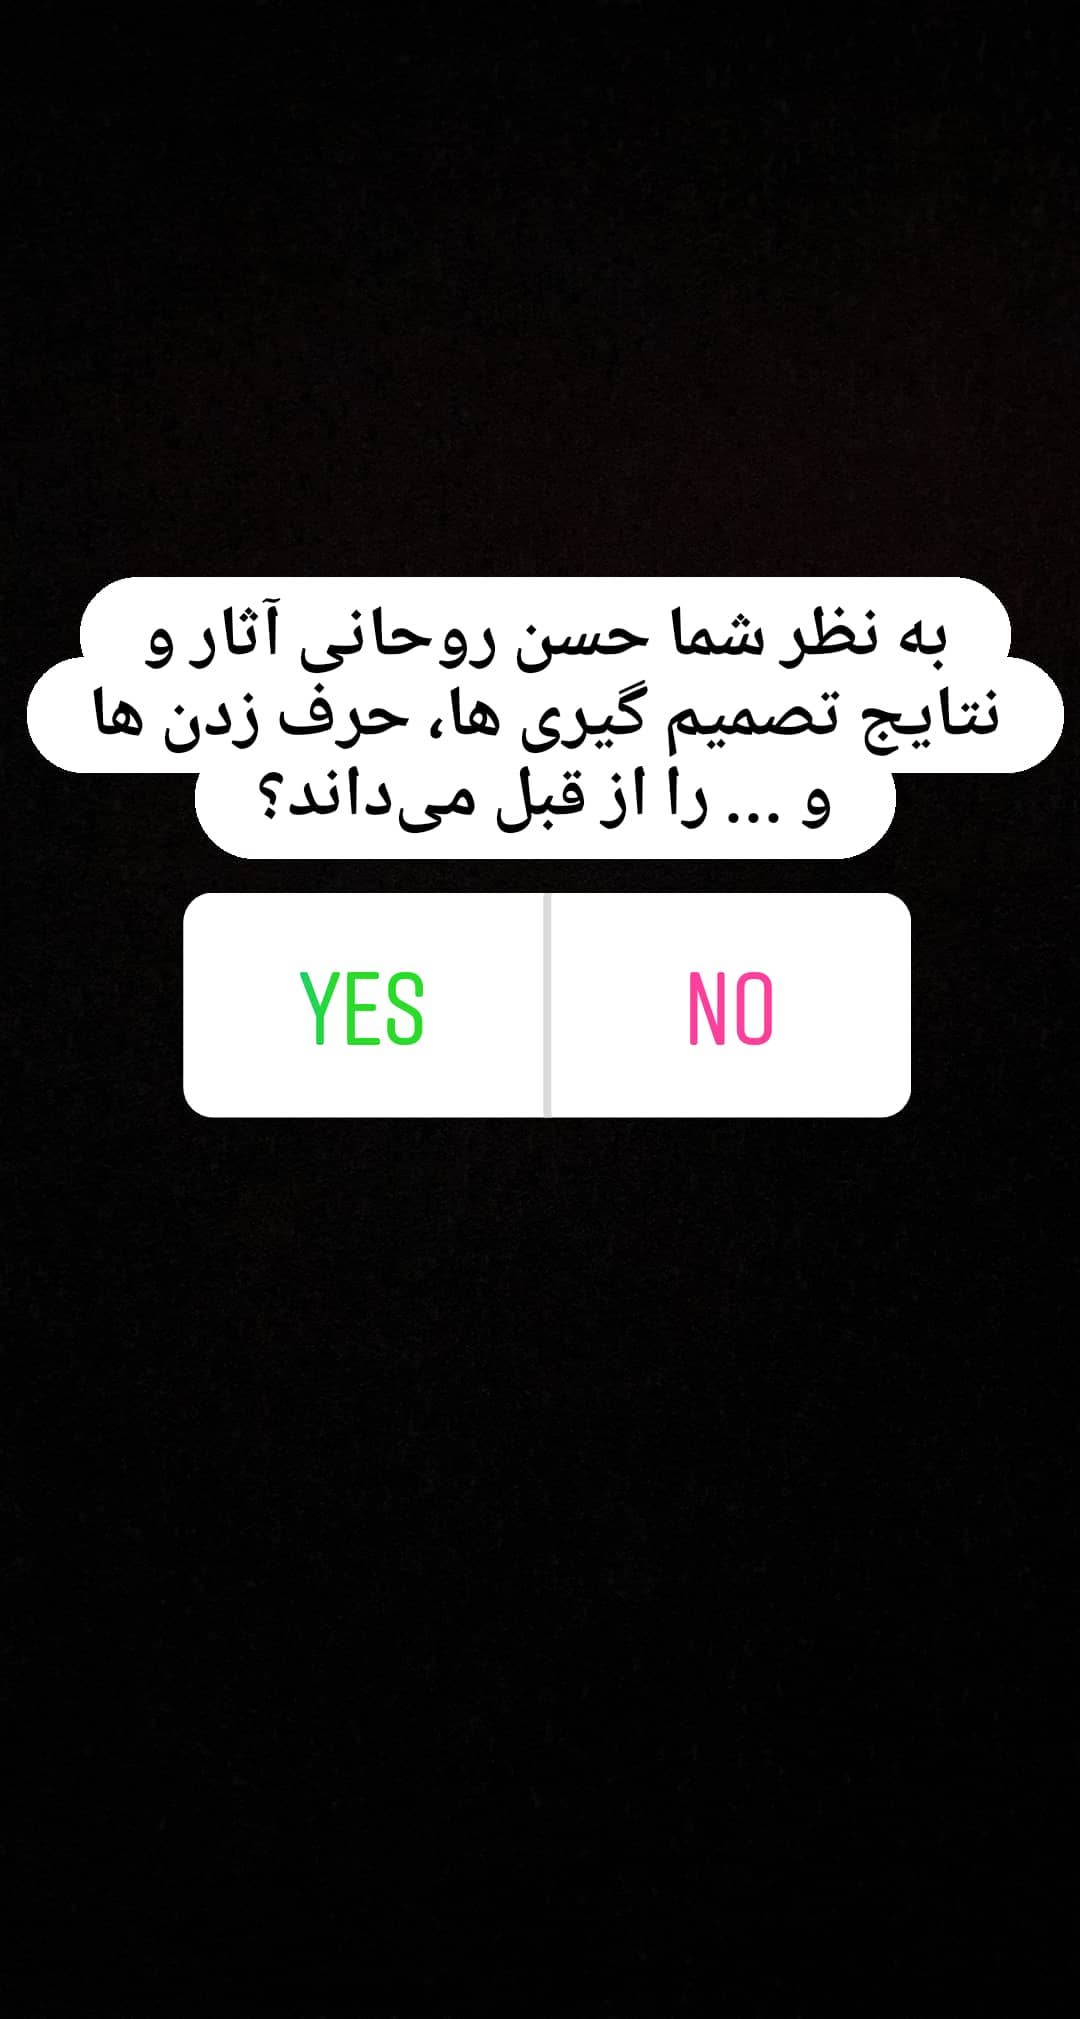 به نظر شما حسن روحانی آثار و
نتایج تصمیم گیری ها، حرف زدن ها
و ... را از قبل می‌داند؟
YES NO